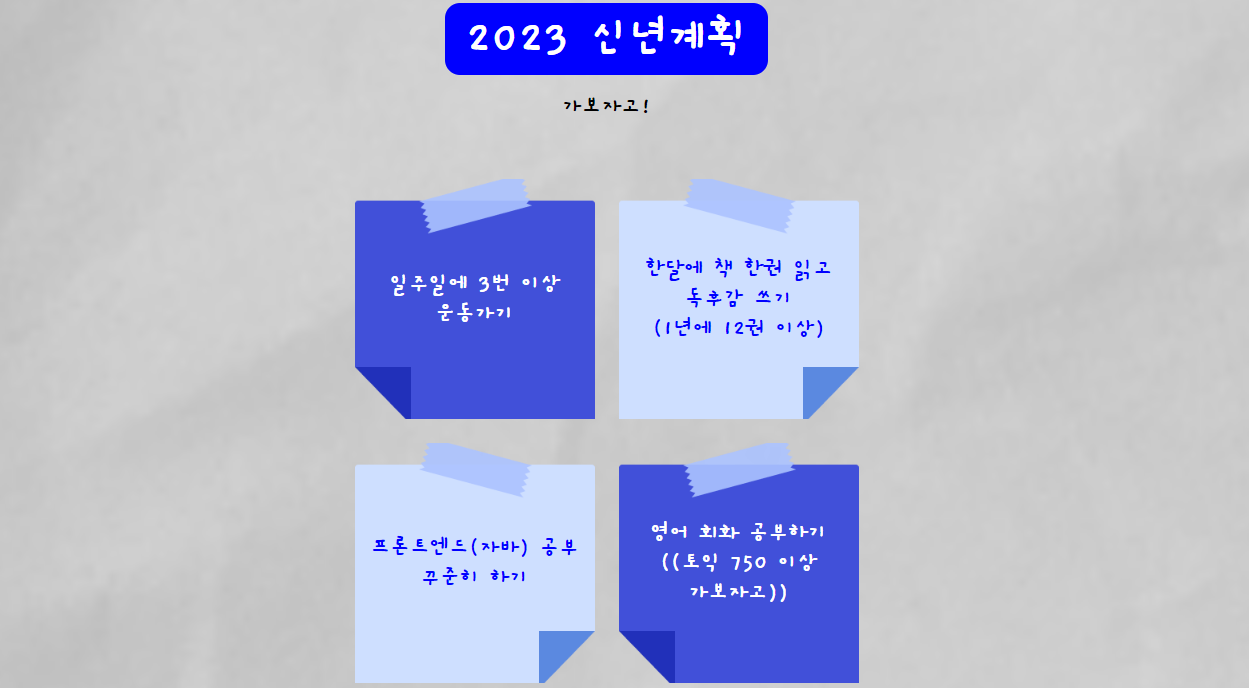 2023 신년계획
가보자고!
일주일에 3번 이상
운동가기
한달에 책 한권 읽고
독후감 쓰기
(1년에 12권 이상)
프론트엔드(자바) 공부
꾸준히 하기
영어 회화 공부하기
((토익 750 이상
가보자고))